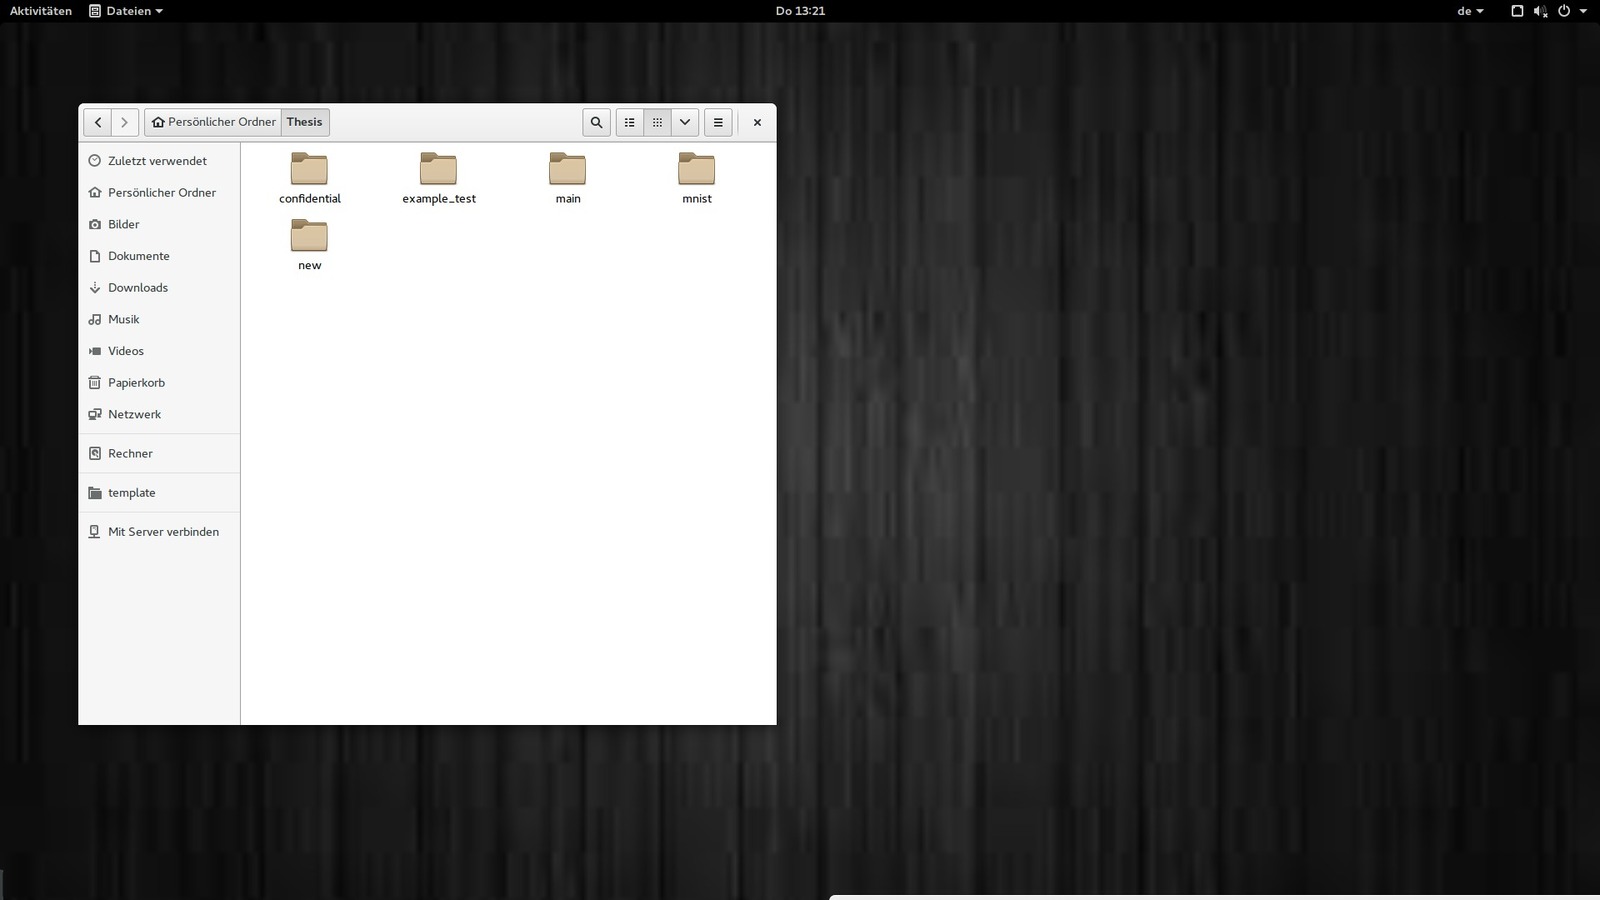 Aktivitäten Dateien Do 13:21 de
Persönlicher Ordner Thesis
Zuletzt verwendet
Persönlicher Ordner
Bilder
Dokumente
Downloads
Musik
Videos
Papierkorb
Netzwerk
Rechner
template
Mit Server verbinden
confidential example_test main mnist
new